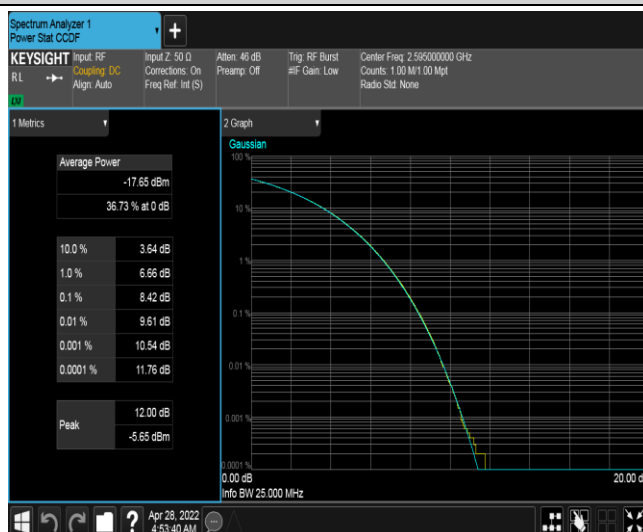 Spectrum Analyzer 1
Power Stat CCDF
+
KEYSIGHT
RL
Input: RF
Coupling: DC
Align: Auto
Input Z: 50 Ω
Corrections: On
Freq Ref: Int (S)
Atten: 46 dB
Preamp: Off
Trig: RF Burst
#IF Gain: Low
Center Freq: 2.595000000 GHz
Counts: 1.00 M/1.00 Mpt
Radio Std: None
1 Metrics
Average Power
-17.65 dBm
36.73 % at 0 dB
10.0 % 3.64 dB
1.0 % 6.66 dB
0.1 % 8.42 dB
0.01 % 9.61 dB
0.001 % 10.54 dB
0.0001 % 11.76 dB
Peak
12.00 dB
-5.65 dBm
2 Graph
Gaussian
100 %
10 %
1 %
0.1 %
0.01 %
0.001 %
0.0001 %
0.00 dB
20.00 d
Info BW 25.000 MHz
?
Apr 28, 2022
4:53:40 AM